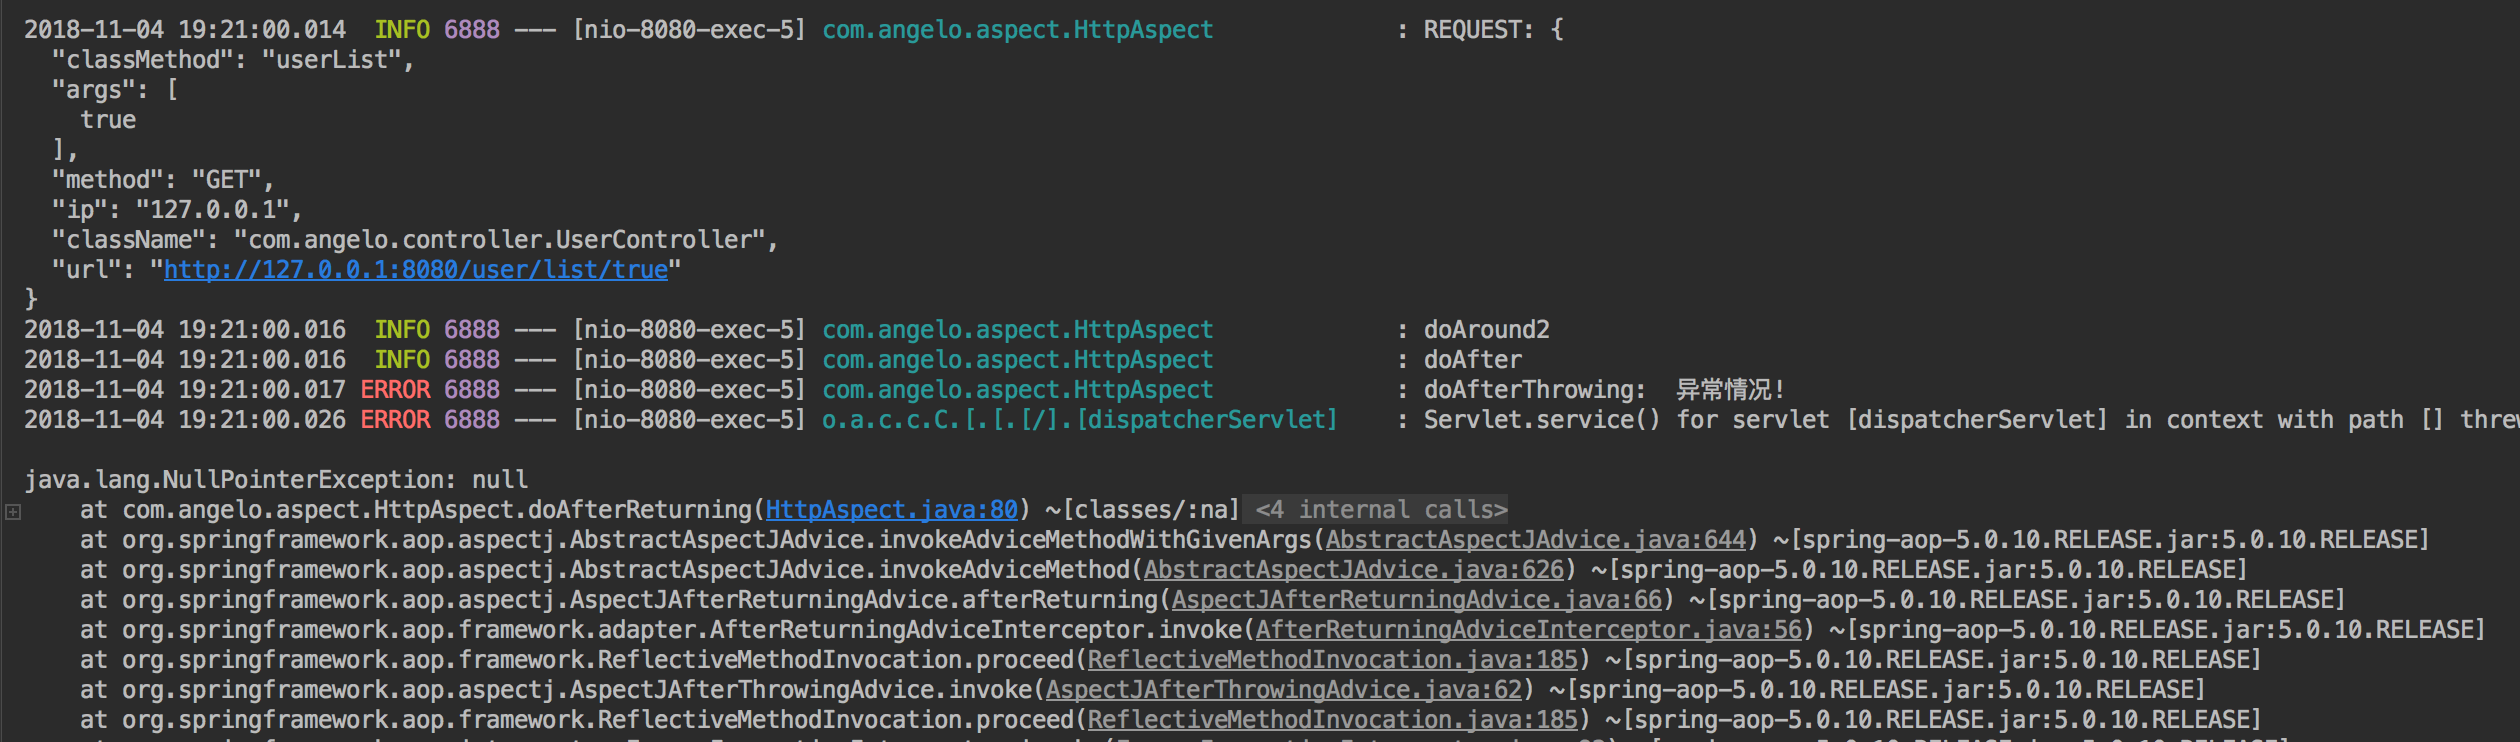 2018-11-04 19:21:00.014  INFO 6888 --- [nio-8080-exec-5] com.angelo.aspect.HttpAspect             : REQUEST: {
  "classMethod": "userList",
  "args": [
    true
  ],
  "method": "GET",
  "ip": "127.0.0.1",
  "className": "com.angelo.controller.UserController",
  "url": "http://127.0.0.1:8080/user/list/true"
}
2018-11-04 19:21:00.016  INFO 6888 --- [nio-8080-exec-5] com.angelo.aspect.HttpAspect             : doAround2
2018-11-04 19:21:00.016  INFO 6888 --- [nio-8080-exec-5] com.angelo.aspect.HttpAspect             : doAfter
2018-11-04 19:21:00.017 ERROR 6888 --- [nio-8080-exec-5] com.angelo.aspect.HttpAspect             : doAfterThrowing:  异常情况!
2018-11-04 19:21:00.026 ERROR 6888 --- [nio-8080-exec-5] o.a.c.c.C.[.[.[/].[dispatcherServlet]    : Servlet.service() for servlet [dispatcherServlet] in context with path []
java.lang.NullPointerException: null
    at com.angelo.aspect.HttpAspect.doAfterReturning(HttpAspect.java:80) ~[classes/:na] <4 internal calls>
    at org.springframework.aop.aspectj.AbstractAspectJAdvice.invokeAdviceMethodWithGivenArgs(AbstractAspectJAdvice.java:644) ~[spring-aop-5.0.10.RELEASE.jar:5.0.10.RELEASE]
    at org.springframework.aop.aspectj.AbstractAspectJAdvice.invokeAdviceMethod(AbstractAspectJAdvice.java:626) ~[spring-aop-5.0.10.RELEASE.jar:5.0.10.RELEASE]
    at org.springframework.aop.aspectj.AspectJAfterReturningAdvice.afterReturning(AspectJAfterReturningAdvice.java:66) ~[spring-aop-5.0.10.RELEASE.jar:5.0.10.RELEASE]
    at org.springframework.aop.framework.adapter.AfterReturningAdviceInterceptor.invoke(AfterReturningAdviceInterceptor.java:56) ~[spring-aop-5.0.10.RELEASE.jar:5.0.10.RELEASE]
    at org.springframework.aop.framework.ReflectiveMethodInvocation.proceed(ReflectiveMethodInvocation.java:185) ~[spring-aop-5.0.10.RELEASE.jar:5.0.10.RELEASE]
    at org.springframework.aop.aspectj.AspectJAfterThrowingAdvice.invoke(AspectJAfterThrowingAdvice.java:62) ~[spring-aop-5.0.10.RELEASE.jar:5.0.10.RELEASE]
    at org.springframework.aop.framework.ReflectiveMethodInvocation.proceed(ReflectiveMethodInvocation.java:185) ~[spring-aop-5.0.10.RELEASE.jar:5.0.10.RELEASE]